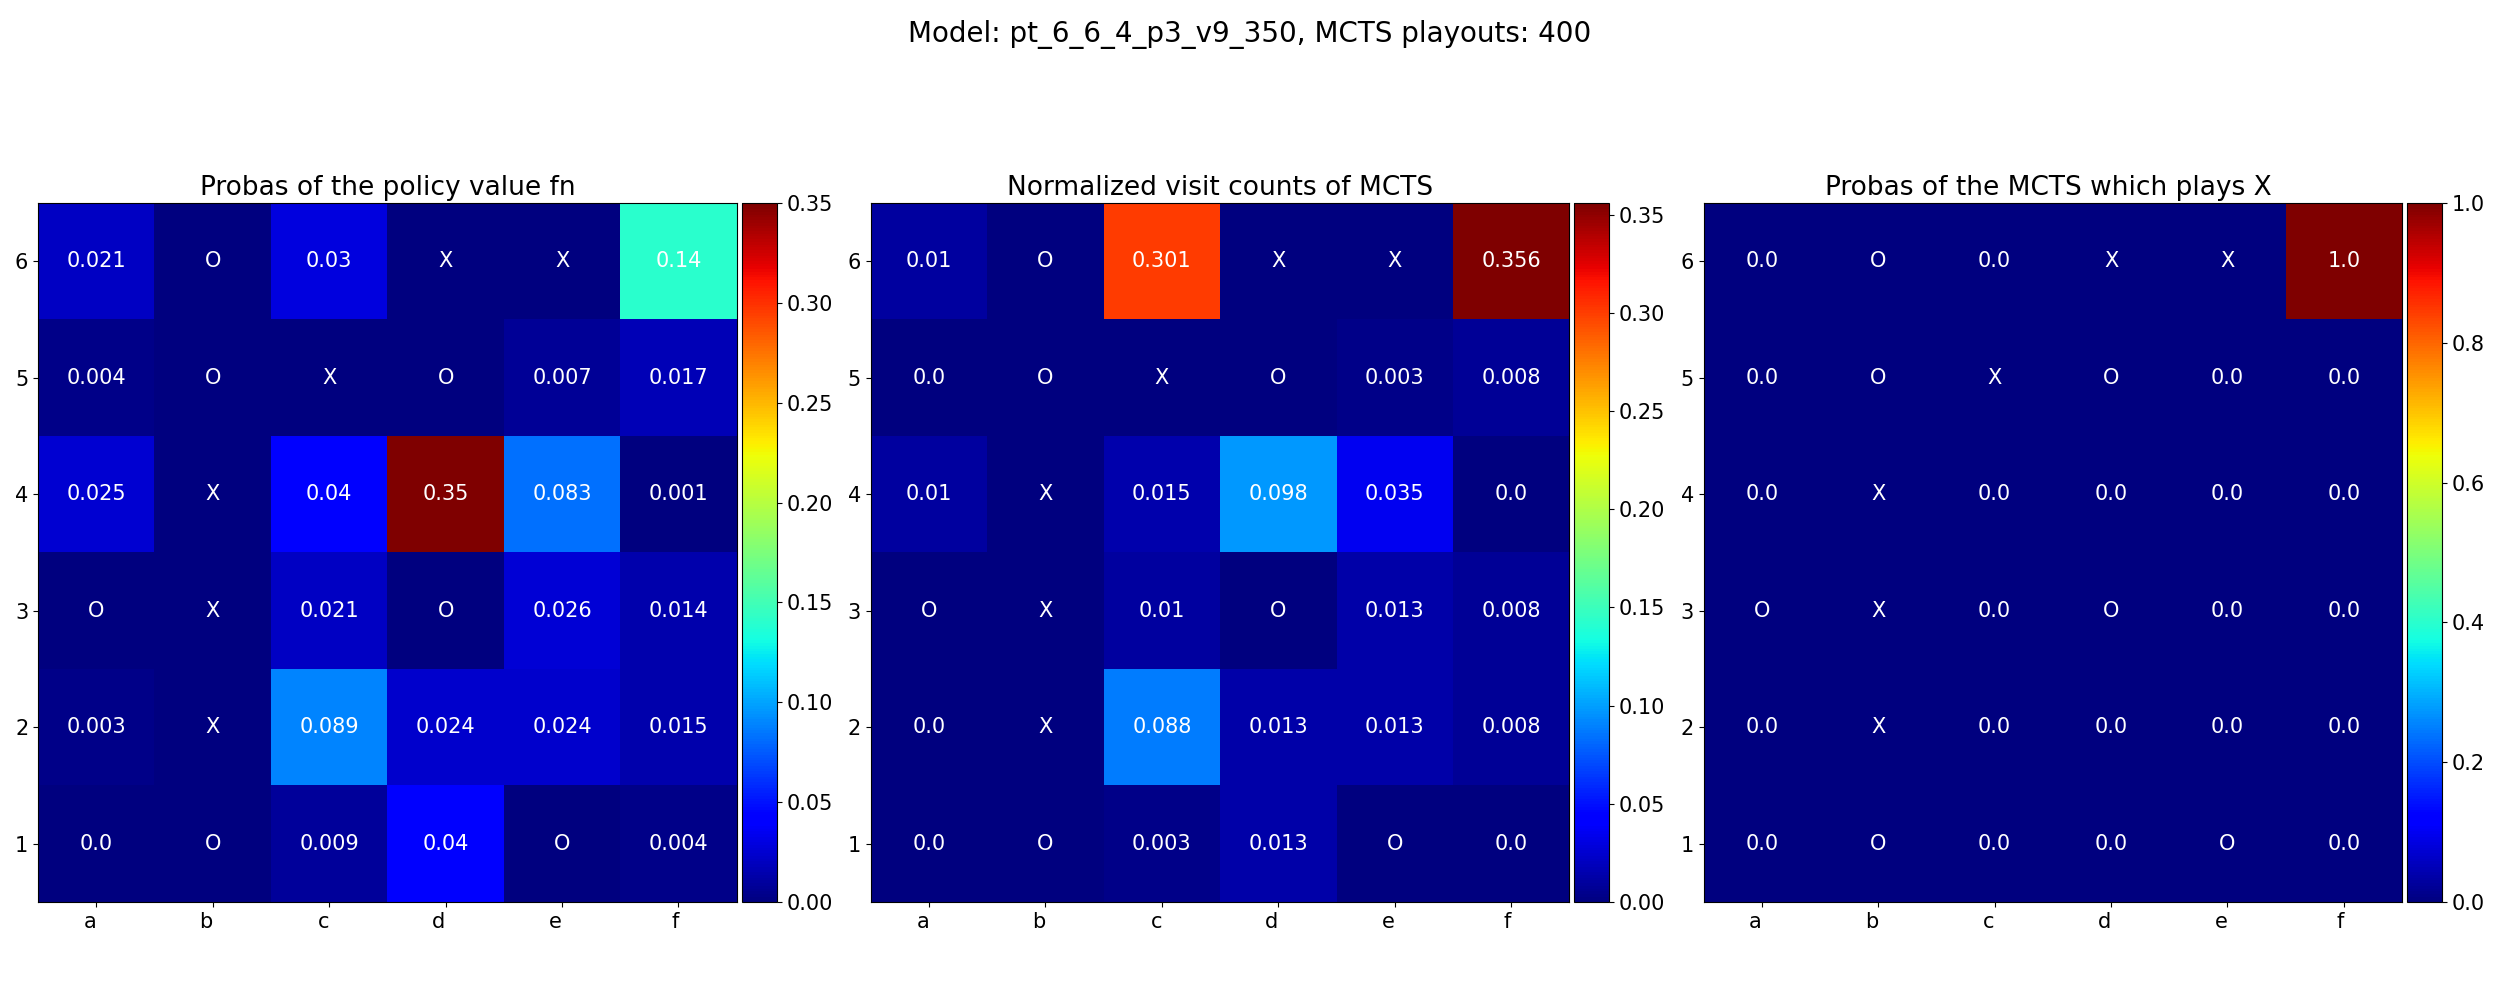 Model: pt_6_6_4_p3_v9_350, MCTS playouts: 400
Probas of the policy value fn
6 0.021 O 0.03 X X 0.14
5 0.004 O X O 0.007 0.017
4 0.025 X 0.04 0.35 0.083 0.001
3 O X 0.021 O 0.026 0.014
2 0.003 X 0.089 0.024 0.024 0.015
1 0.0 O 0.009 0.04 O 0.004
a b c d e f
0.35
0.30
0.25
0.20
0.15
0.10
0.05
0.00
Normalized visit counts of MCTS
6 0.01 O 0.301 X X 0.356
5 0.0 O X O 0.003 0.008
4 0.01 X 0.015 0.098 0.035 0.0
3 O X 0.01 O 0.013 0.008
2 0.0 X 0.088 0.013 0.013 0.008
1 0.0 O 0.003 0.013 O 0.0
a b c d e f
0.35
0.30
0.25
0.20
0.15
0.10
0.05
0.00
Probas of the MCTS which plays X
6 0.0 O 0.0 X X 1.0
5 0.0 O X O 0.0 0.0
4 0.0 X 0.0 0.0 0.0 0.0
3 O X 0.0 O 0.0 0.0
2 0.0 X 0.0 0.0 0.0 0.0
1 0.0 O 0.0 0.0 O 0.0
a b c d e f
1.0
0.8
0.6
0.4
0.2
0.0